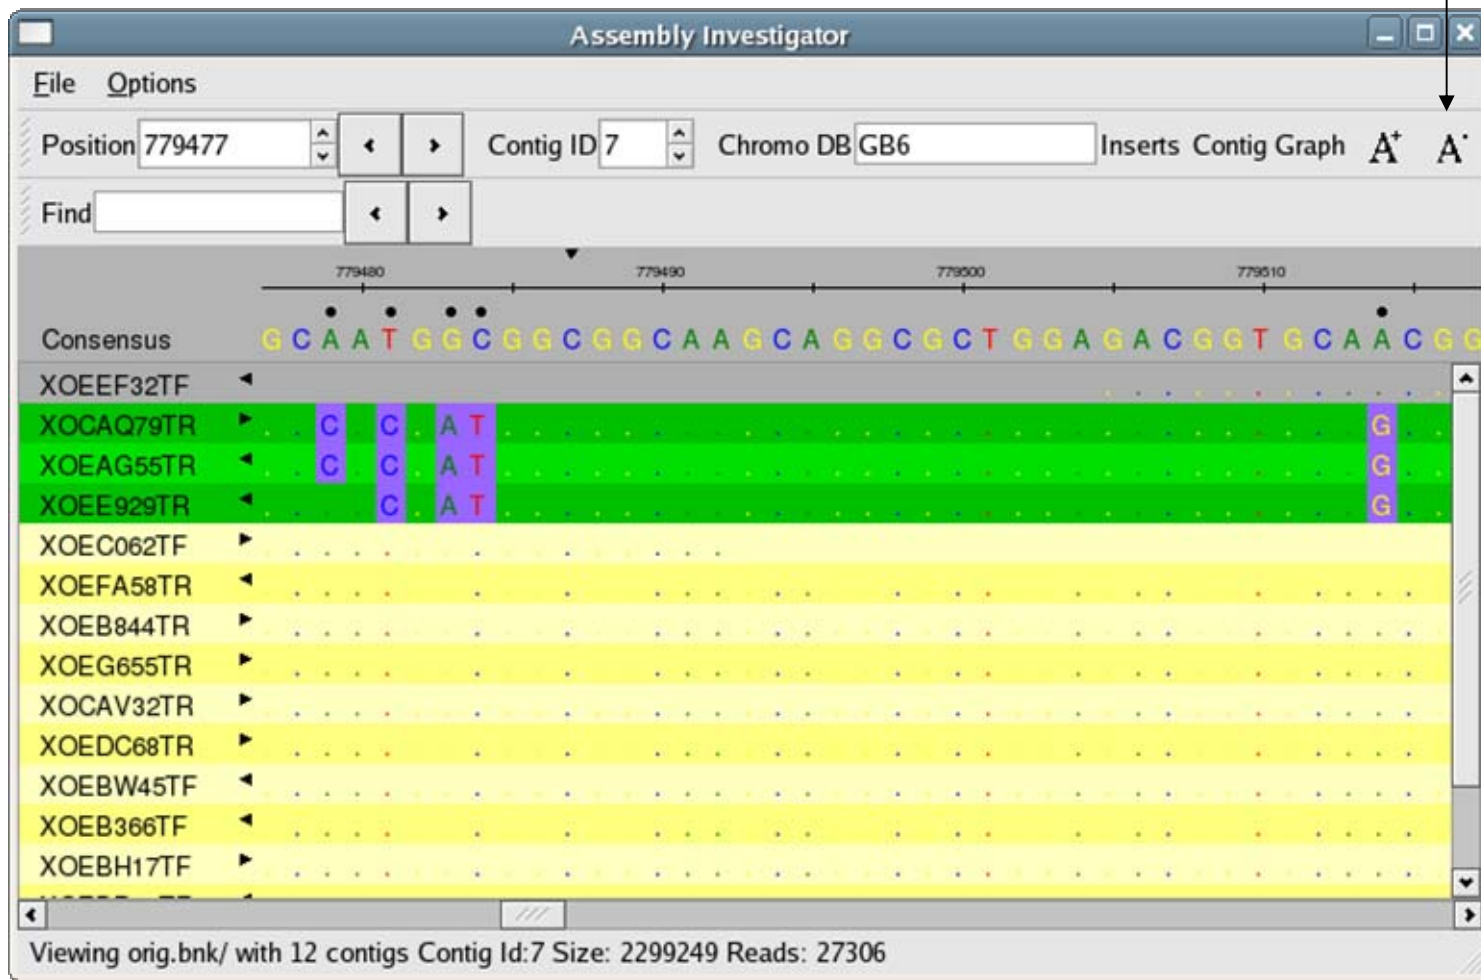 Assembly Investigator
File Options
Position 779477 Contig ID 7 Chromo DB GB6 Inserts Contig Graph A+ A-
Find
779480 779490 779500 779510
Consensus G C A A T G G C G G C G G C A A G C A G G C G C T G G A G A C G G T G C A A C G G
XOEEF32TF
XOCAQ79TR C C A T G
XOEAG55TR C C A T G
XOEE929TR C A T G
XOEC062TF
XOEFA58TR
XOEB844TR
XOEG655TR
XOCAV32TR
XOEDC68TR
XOEBW45TF
XOEB366TF
XOEBH17TF
Viewing orig.bnk/ with 12 contigs Contig Id:7 Size: 2299249 Reads: 27306